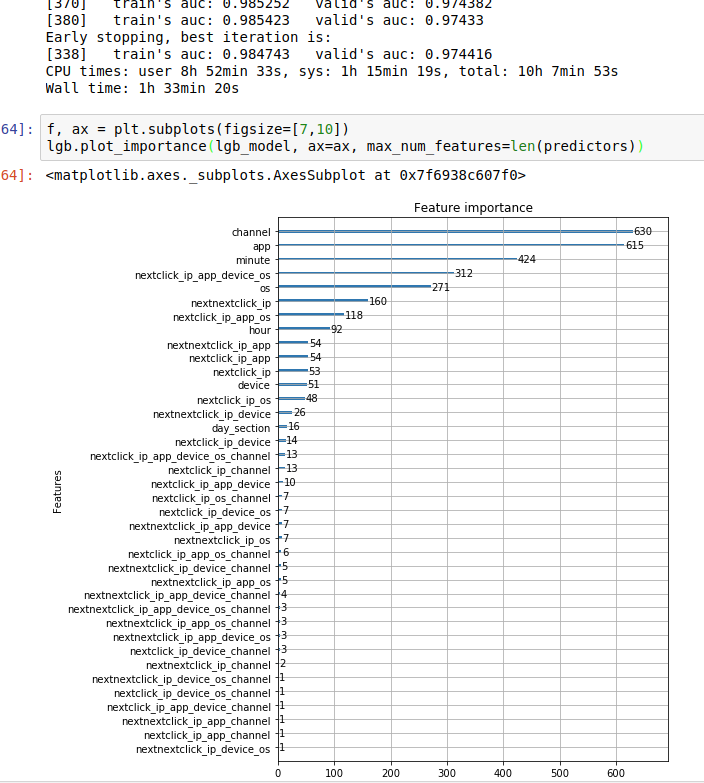 [370] train's auc: 0.985252 valid's auc: 0.974382
[380] train's auc: 0.985423 valid's auc: 0.97433
Early stopping, best iteration is:
[338] train's auc: 0.984743 valid's auc: 0.974416
CPU times: user 8h 52min 33s, sys: 1h 15min 19s, total: 10h 7min 53s
Wall time: 1h 33min 20s
64]: f, ax = plt.subplots(figsize=[7,10])
lgb.plot_importance(lgb_model, ax=ax, max_num_features=len(predictors))
64]: <matplotlib.axes._subplots.AxesSubplot at 0x7f6938c607f0>
Feature importance
channel 630
app 615
minute 424
nextclick_ip_app_device_os 312
os 271
nextnextclick_ip 160
nextclick_ip_app_os 118
hour 92
nextnextclick_ip_app 54
nextclick_ip_app 54
nextclick_ip 53
device 51
nextclick_ip_os 48
nextnextclick_ip_device 26
day_section 16
nextclick_ip_device 14
nextclick_ip_app_device_os_channel 13
nextclick_ip_channel 13
nextclick_ip_app_device 10
nextclick_ip_os_channel 7
nextclick_ip_device_os 7
nextnextclick_ip_app_device 7
nextnextclick_ip_os 7
nextclick_ip_app_os_channel 6
nextclick_ip_device_channel 5
nextnextclick_ip_app_os 5
nextnextclick_ip_app_device_channel 4
nextnextclick_ip_app_device_os_channel 3
nextnextclick_ip_app_os_channel 3
nextnextclick_ip_app_device_os 3
nextnextclick_ip_device_channel 3
nextnextclick_ip_channel 2
nextnextclick_ip_device_os_channel 1
nextclick_ip_device_os_channel 1
nextclick_ip_app_device_channel 1
nextnextclick_ip_app_channel 1
nextclick_ip_app_channel 1
nextnextclick_ip_device_os 1
Features
0 100 200 300 400 500 600